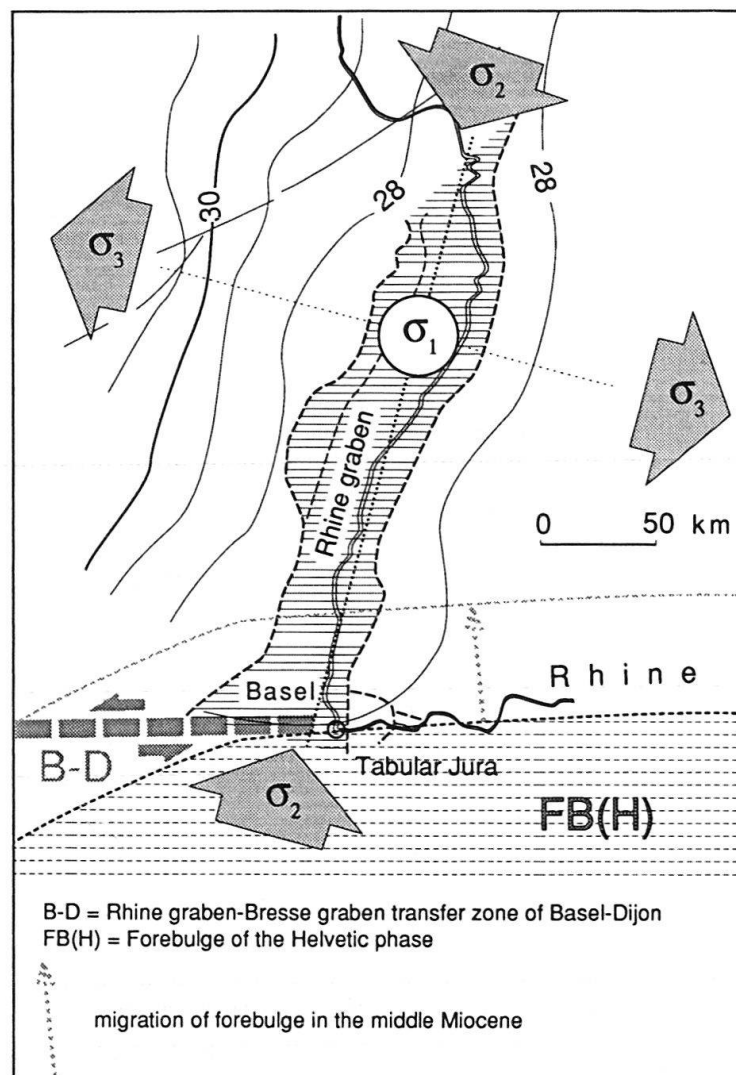 σ2
28
28
30
σ3
σ1
σ3
Rhine graben
0 50 km
Rhine
Basel
B-D
Tabular Jura
σ2
FB(H)
B-D = Rhine graben-Bresse graben transfer zone of Basel-Dijon
FB(H) = Forebulge of the Helvetic phase
migration of forebulge in the middle Miocene